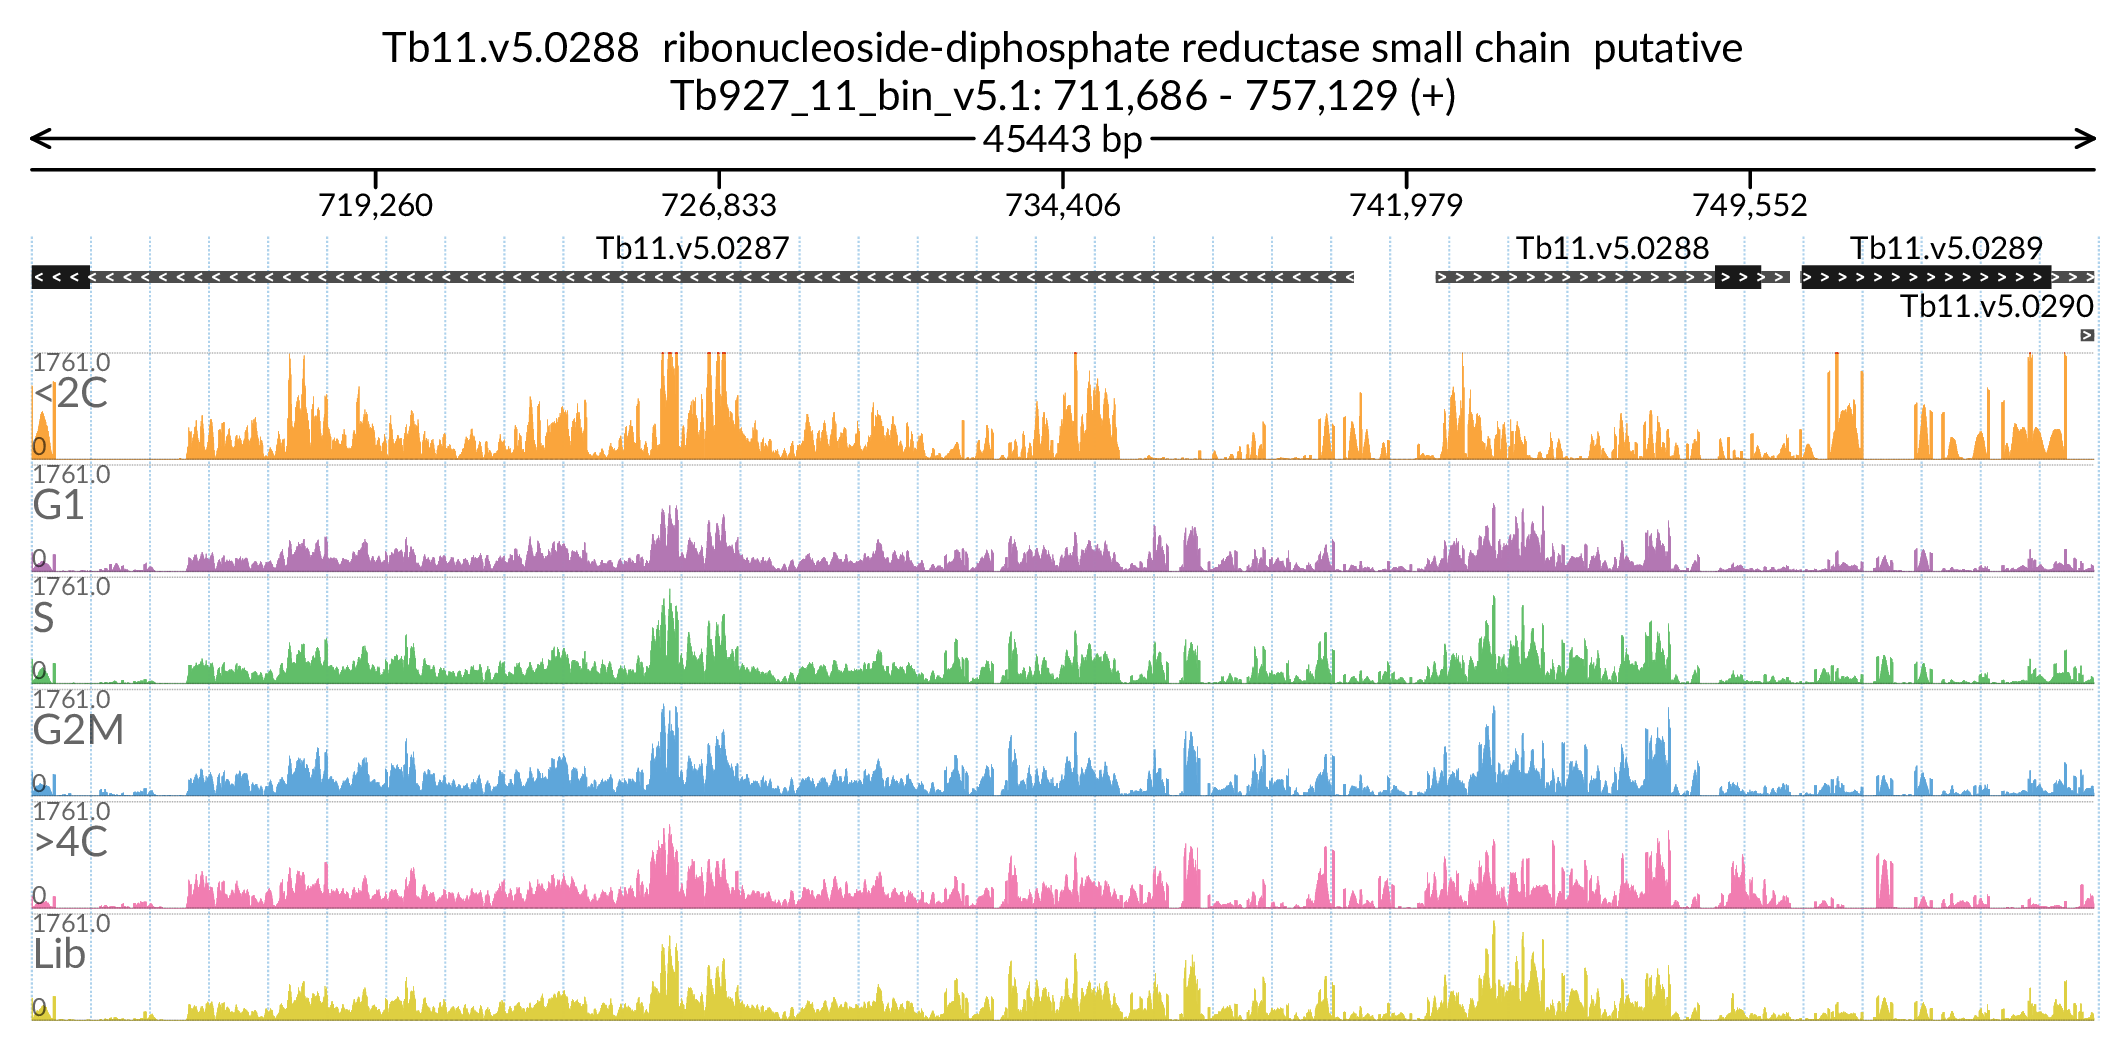 Tb11.v5.0288  ribonucleoside-diphosphate reductase small chain  putative
Tb927_11_bin_v5.1: 711,686 - 757,129 (+)
45443 bp
719,260 726,833 734,406 741,979 749,552
Tb11.v5.0287 Tb11.v5.0288 Tb11.v5.0289
Tb11.v5.0290
1761.0
<2C
0
1761.0
G1
0
1761.0
S
0
1761.0
G2M
0
1761.0
>4C
0
1761.0
Lib
0